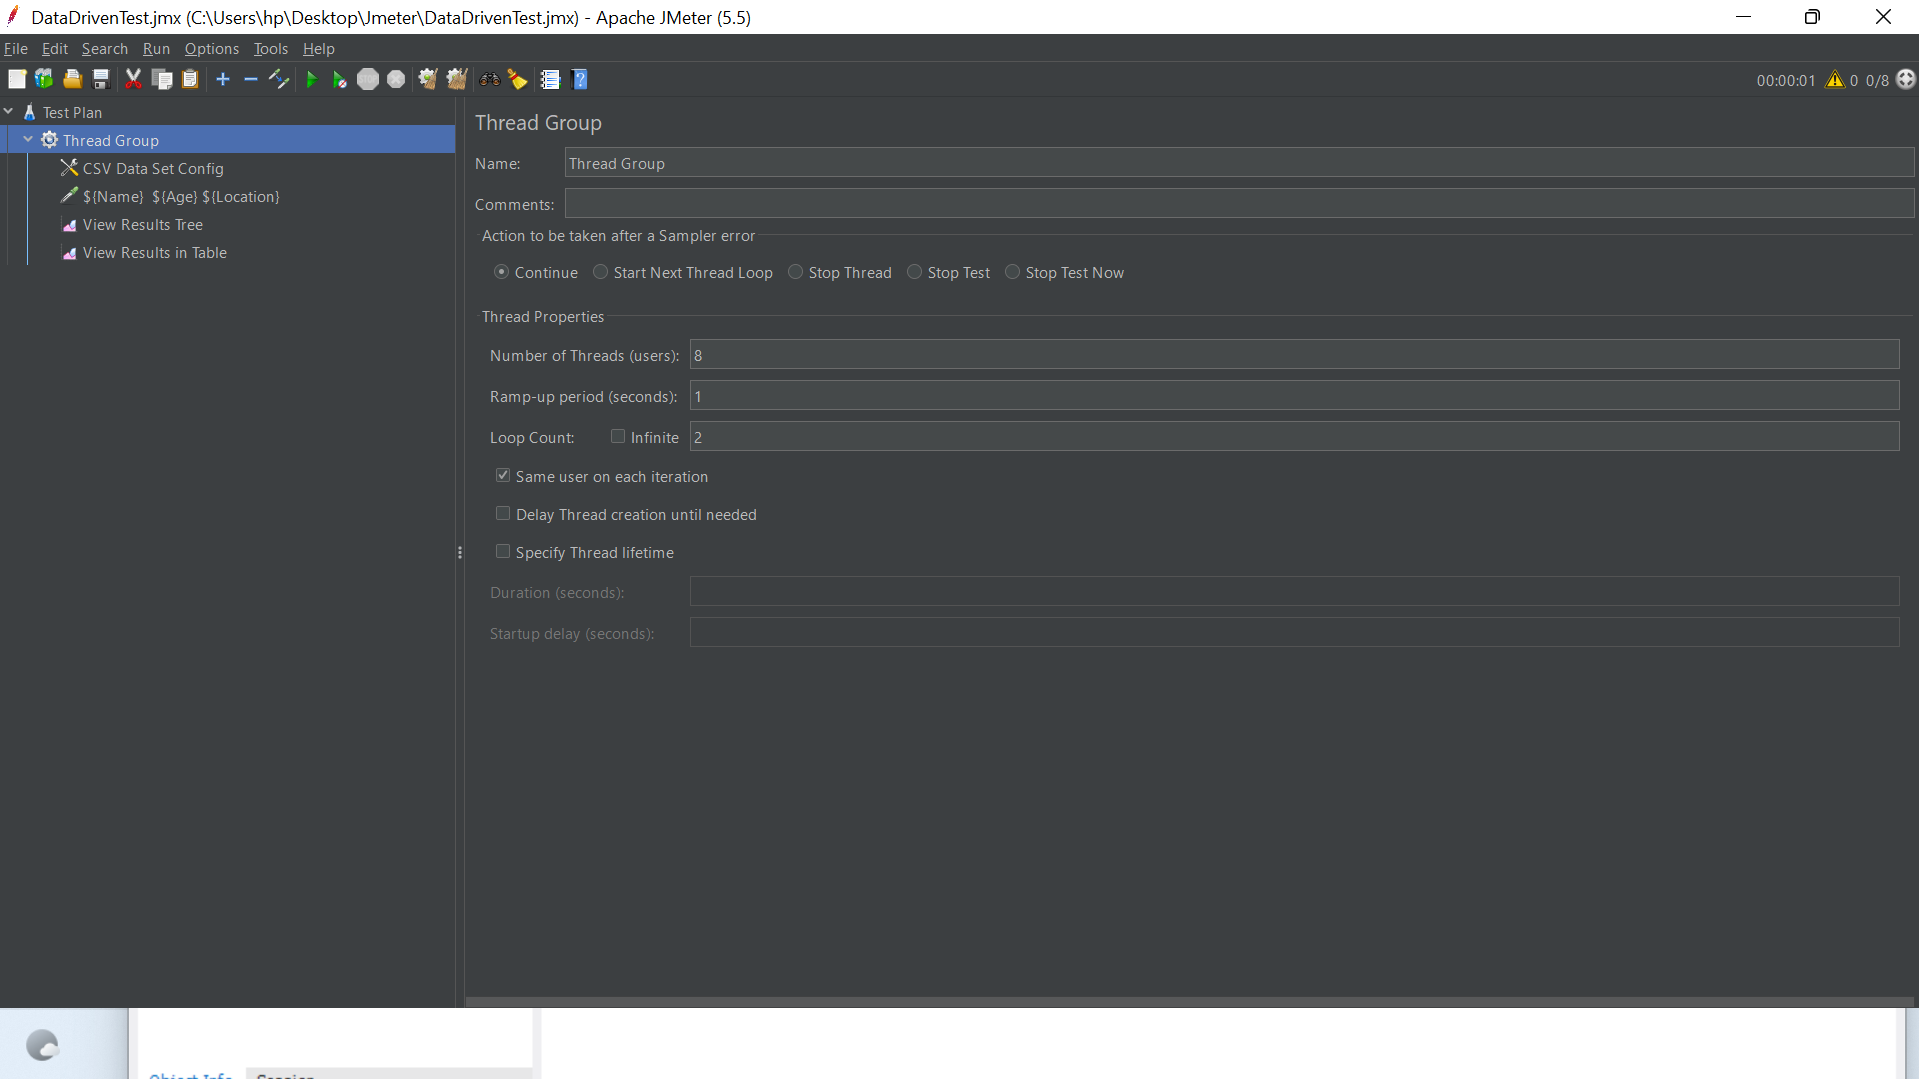 DataDrivenTest.jmx (C:\Users\hp\Desktop\Jmeter\DataDrivenTest.jmx) - Apache JMeter (5.5)
File Edit Search Run Options Tools Help
00:00:01 0 0/8
Test Plan
Thread Group
CSV Data Set Config
${Name} ${Age} ${Location}
View Results Tree
View Results in Table
Thread Group
Name: Thread Group
Comments:
Action to be taken after a Sampler error
Continue Start Next Thread Loop Stop Thread Stop Test Stop Test Now
Thread Properties
Number of Threads (users): 8
Ramp-up period (seconds): 1
Loop Count: Infinite 2
Same user on each iteration
Delay Thread creation until needed
Specify Thread lifetime
Duration (seconds):
Startup delay (seconds):
Object Info Session